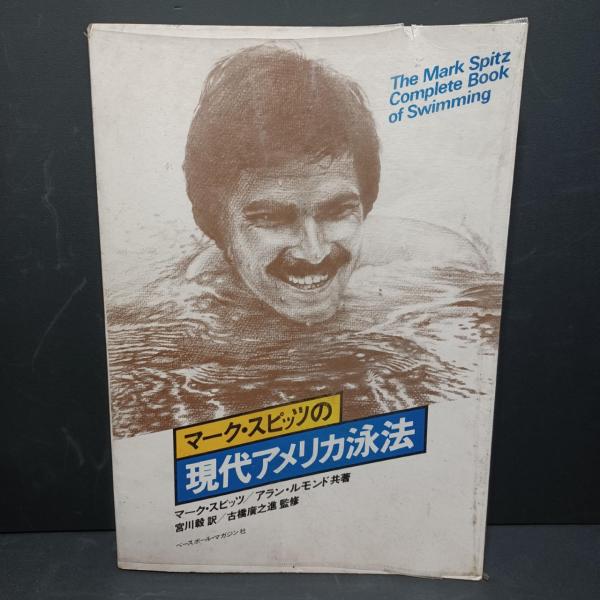 The Mark Spitz
Complete Book
of Swimming
マーク・スピッツの
現代アメリカ泳法
マーク・スピッツ／アラン・ルモンド共著
宮川毅 訳／古橋廣之進 監修
ベースボール・マガジン社